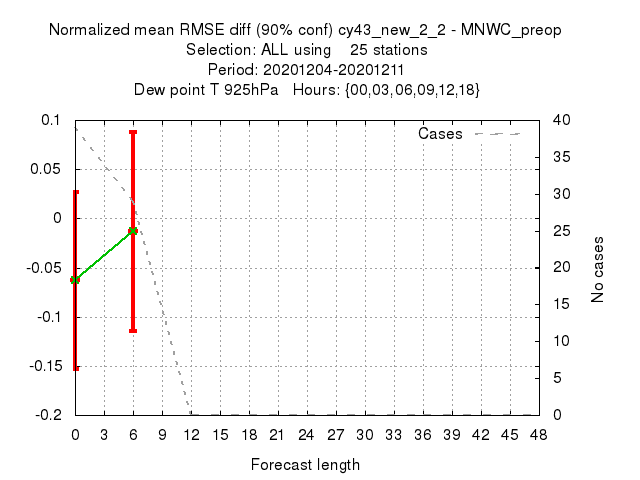 Normalized mean RMSE diff (90% conf) cy43_new_2_2 - MNWC_preop
Selection: ALL using    25 stations
Period: 20201204-20201211
Dew point T 925hPa   Hours: {00,03,06,09,12,18}
Cases
0.1
0.05
0
-0.05
-0.1
-0.15
-0.2
40
35
30
25
20
15
10
5
0
No cases
0 3 6 9 12 15 18 21 24 27 30 33 36 39 42 45 48
Forecast length